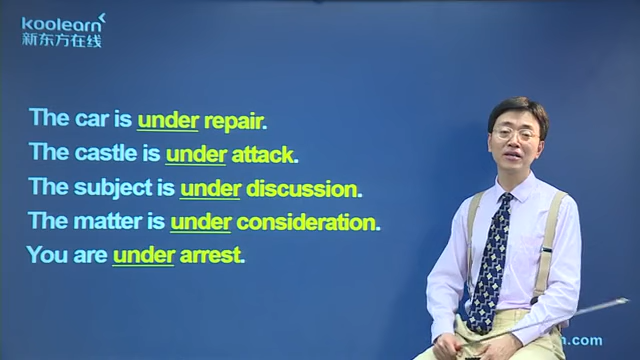 koolearn
新东方在线
The car is under repair.
The castle is under attack.
The subject is under discussion.
The matter is under consideration.
You are under arrest.
.com